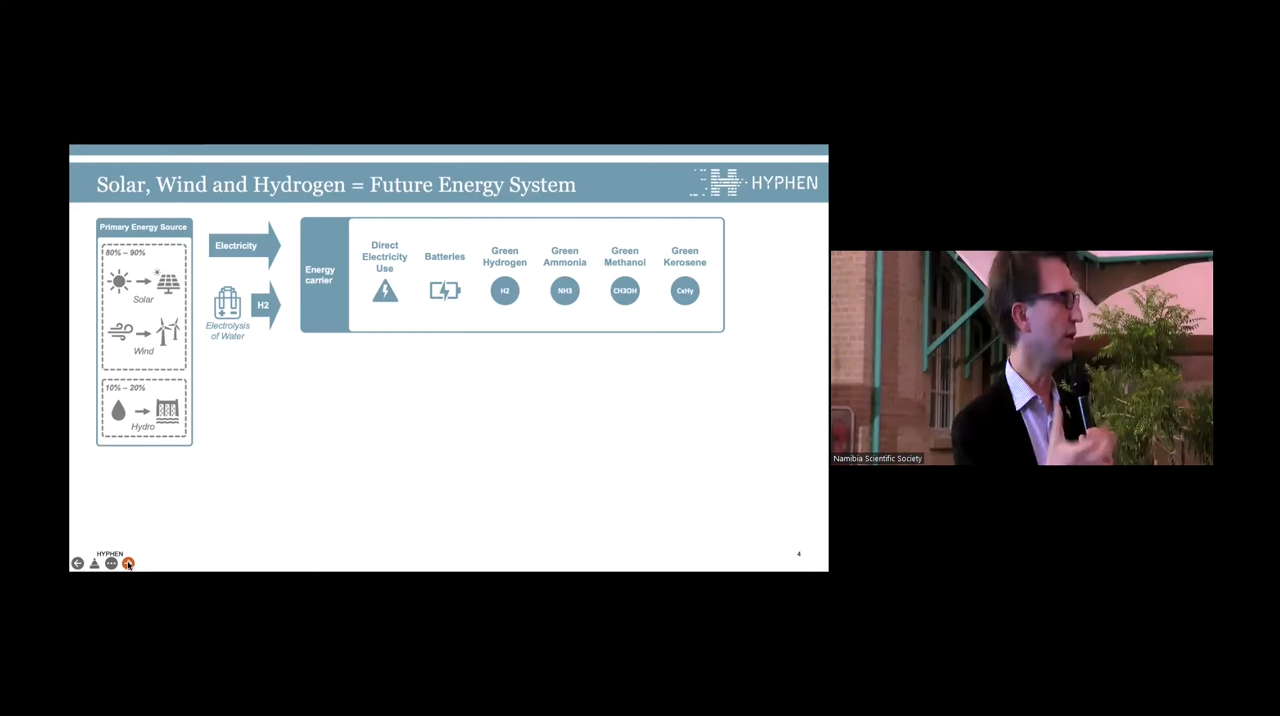 Solar, Wind and Hydrogen = Future Energy System
HYPHEN
Primary Energy Source
80% – 90%
Solar
Wind
10% – 20%
Hydro
Electricity
H2
Electrolysis
of Water
Energy
carrier
Direct
Electricity
Use
Batteries
Green
Hydrogen
H2
Green
Ammonia
NH3
Green
Methanol
CH3OH
Green
Kerosene
CxHy
HYPHEN
4
Namibia Scientific Society